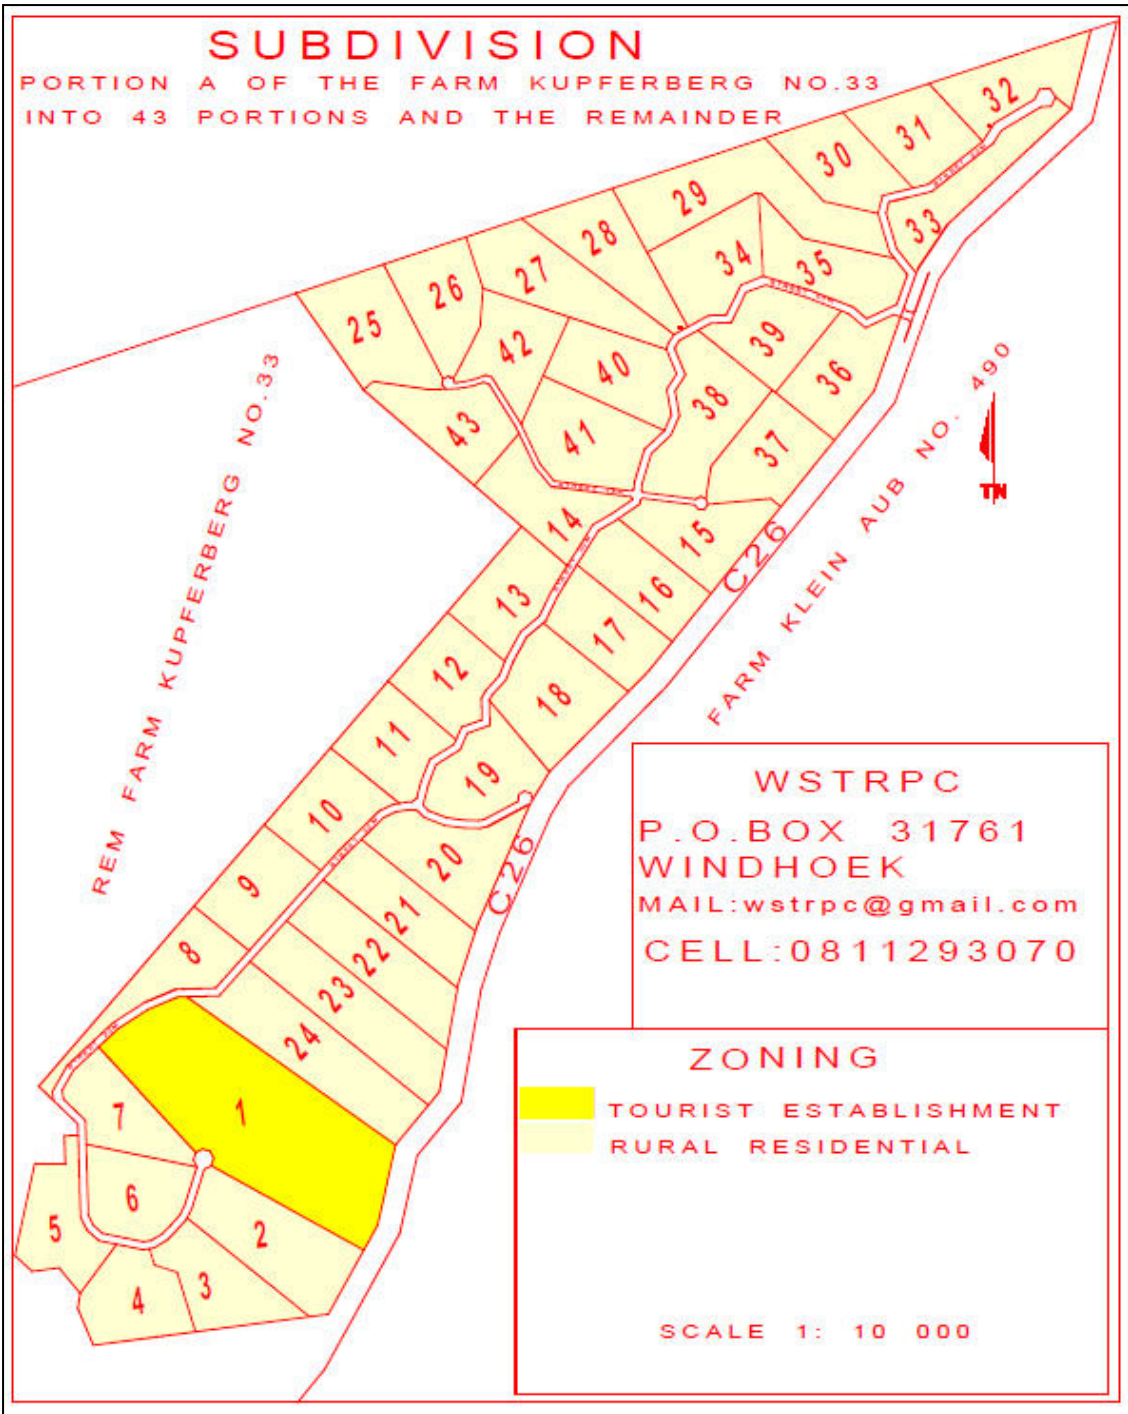 SUBDIVISION
PORTION A OF THE FARM KUPFERBERG NO.33
INTO 43 PORTIONS AND THE REMAINDER
32
31
30
29
33
28
34
35
27
26
25
42
39
40
36
38
43
41
37
14
15
13
16
17
12
18
11
19
10
20
9
21
8
22
23
24
1
7
6
5
2
3
4
REM FARM KUPFERBERG NO.33
FARM KLEIN AUB NO. 490
C26
C26
TN
WSTRPC
P.O.BOX 31761
WINDHOEK
MAIL:wstrpc@gmail.com
CELL:0811293070
ZONING
TOURIST ESTABLISHMENT
RURAL RESIDENTIAL
SCALE 1: 10 000